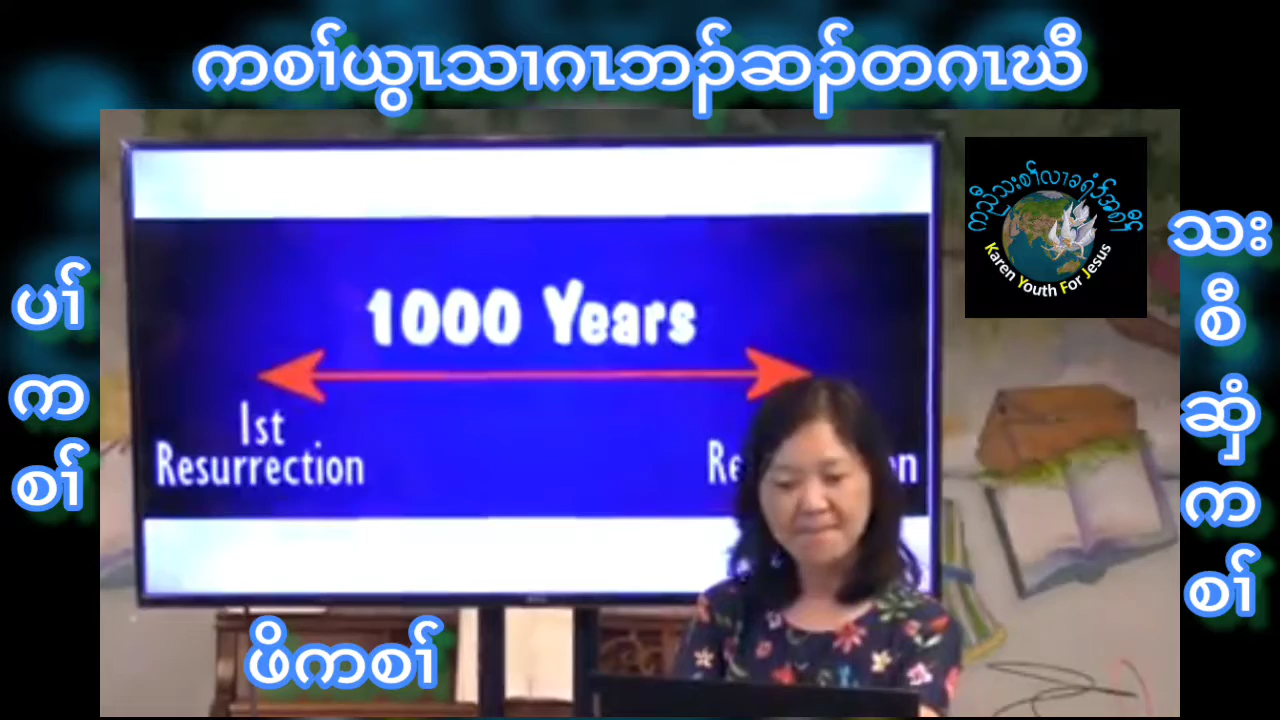 ကစၢ်ယွၤသၢဂၤဘၣ်ဆၣ်တဂၤဃီ
1000 Years
1st
Resurrection
ပၢ်
က
စၢ်
သး
စီ
ဆှံ
က
စၢ်
ဖိကစၢ်
Karen Youth For Jesus